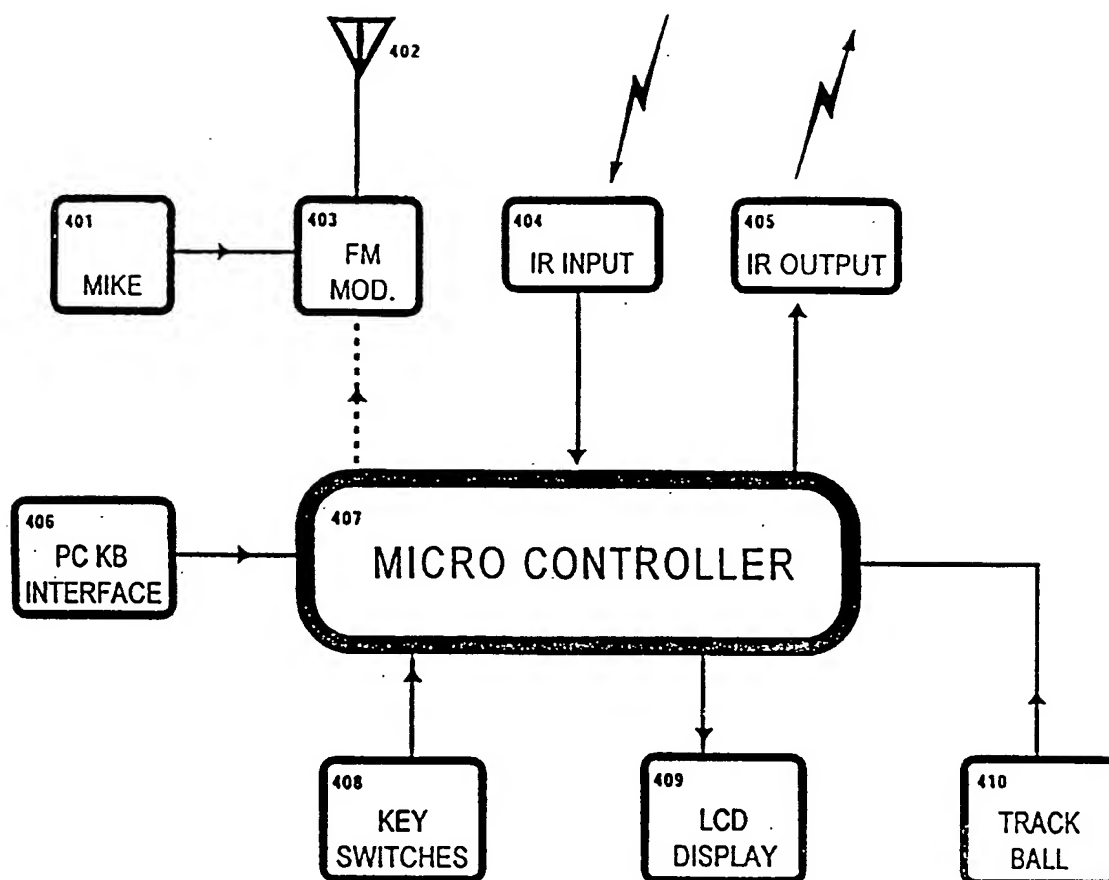 402
401
MIKE
403
FM
MOD.
404
IR INPUT
405
IR OUTPUT
406
PC KB
INTERFACE
407
MICRO CONTROLLER
408
KEY
SWITCHES
409
LCD
DISPLAY
410
TRACK
BALL